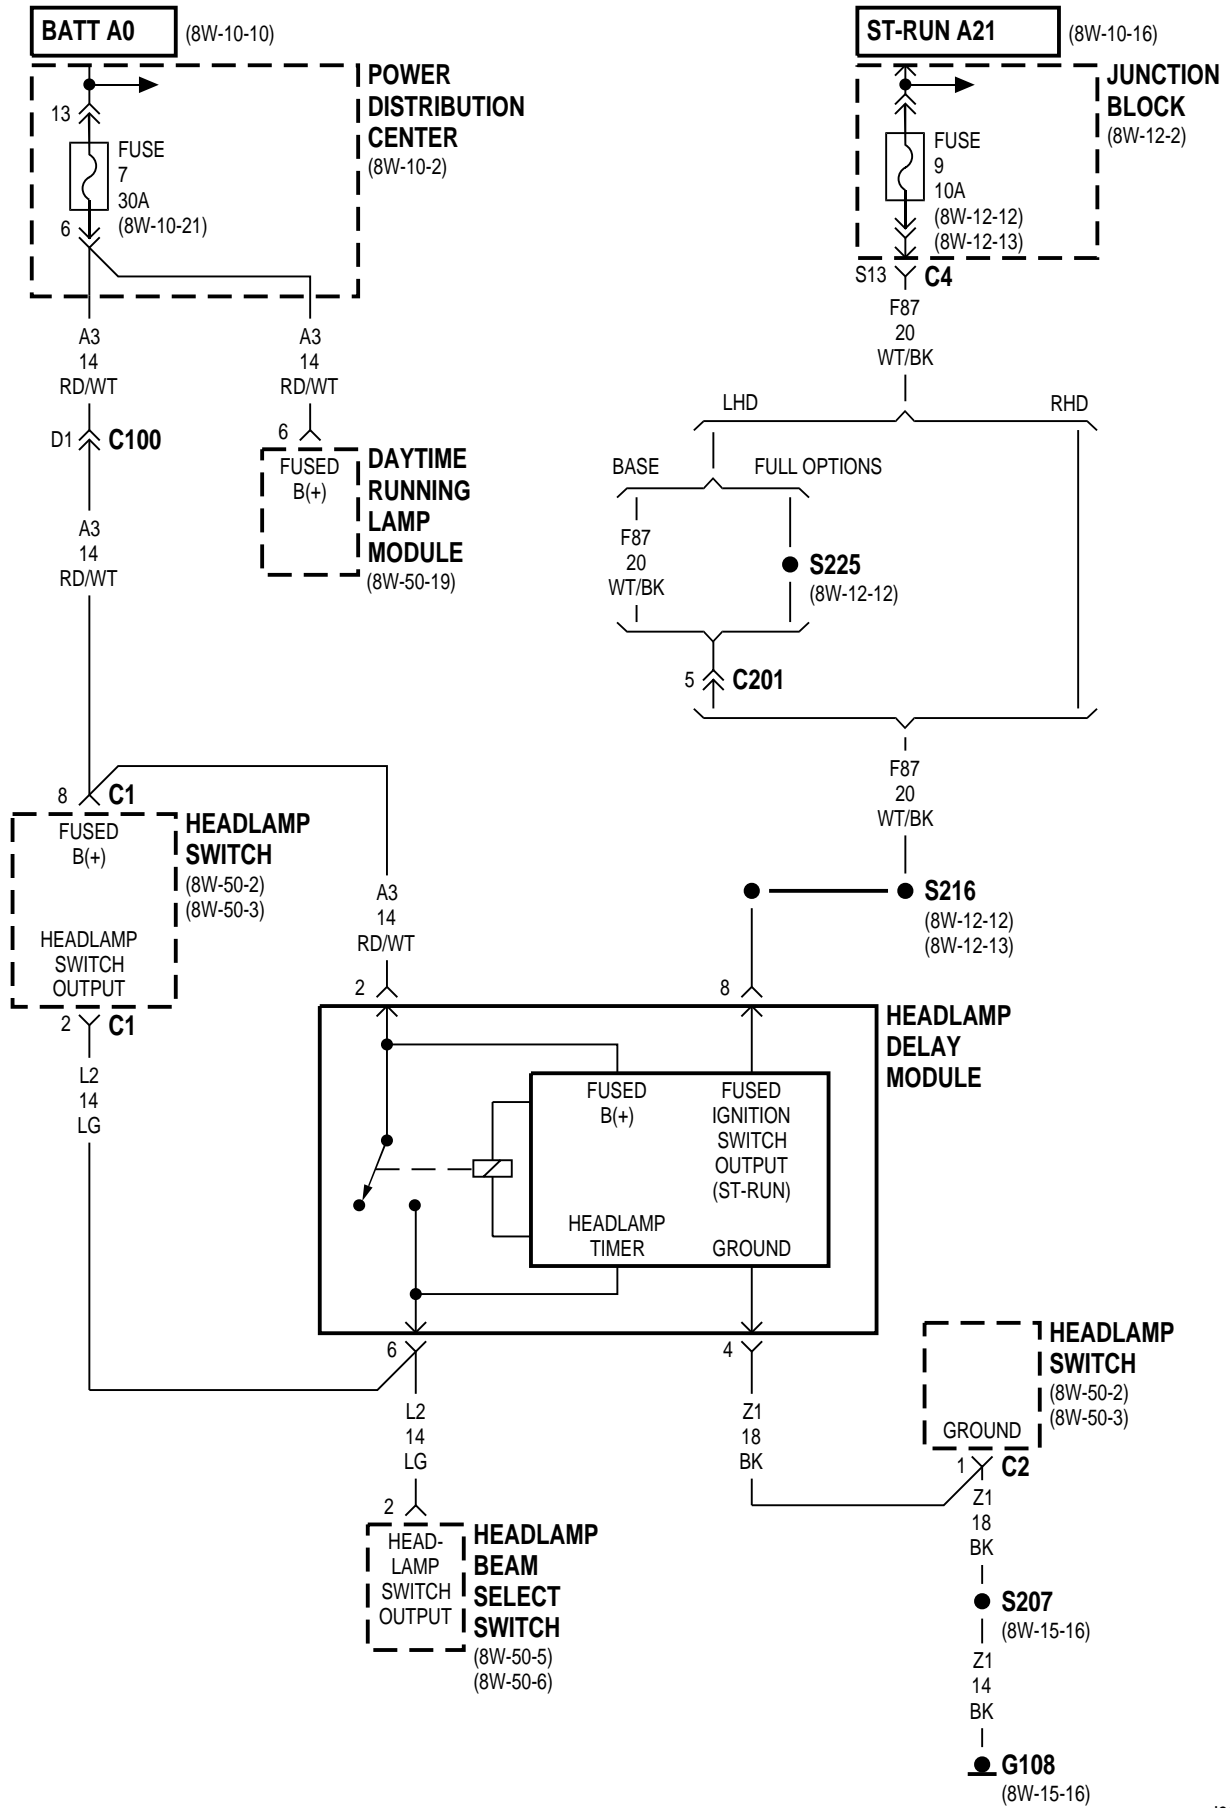 BATT A0
(8W-10-10)
ST-RUN A21
(8W-10-16)
POWER
DISTRIBUTION
CENTER
(8W-10-2)
13
FUSE
7
30A
(8W-10-21)
6
JUNCTION
BLOCK
(8W-12-2)
FUSE
9
10A
(8W-12-12)
(8W-12-13)
S13
C4
F87
20
WT/BK
A3
14
RD/WT
A3
14
RD/WT
D1
C100
6
FUSED
B(+)
DAYTIME
RUNNING
LAMP
MODULE
(8W-50-19)
A3
14
RD/WT
LHD
RHD
BASE
FULL OPTIONS
F87
20
WT/BK
S225
(8W-12-12)
5
C201
F87
20
WT/BK
8
C1
FUSED
B(+)
HEADLAMP
SWITCH
(8W-50-2)
(8W-50-3)
HEADLAMP
SWITCH
OUTPUT
2
C1
A3
14
RD/WT
S216
(8W-12-12)
(8W-12-13)
2
8
HEADLAMP
DELAY
MODULE
L2
14
LG
FUSED
B(+)
FUSED
IGNITION
SWITCH
OUTPUT
(ST-RUN)
HEADLAMP
TIMER
GROUND
6
4
HEADLAMP
SWITCH
(8W-50-2)
(8W-50-3)
GROUND
1
C2
L2
14
LG
Z1
18
BK
Z1
18
BK
2
HEAD-
LAMP
SWITCH
OUTPUT
HEADLAMP
BEAM
SELECT
SWITCH
(8W-50-5)
(8W-50-6)
S207
(8W-15-16)
Z1
14
BK
G108
(8W-15-16)